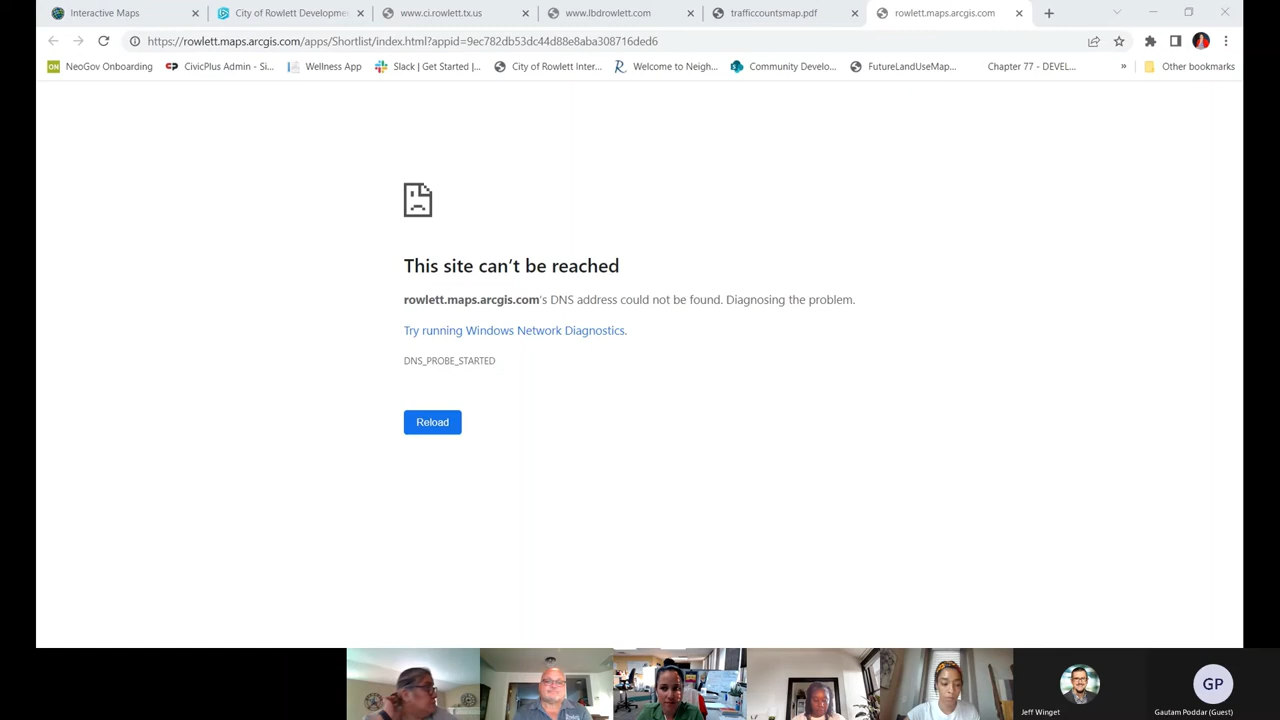 Interactive Maps
City of Rowlett Developme
www.ci.rowlett.tx.us
www.lbdrowlett.com
trafficcountsmap.pdf
rowlett.maps.arcgis.com
https://rowlett.maps.arcgis.com/apps/Shortlist/index.html?appid=9ec782db53dc44d88e8aba308716ded6
ON NeoGov Onboarding
CP CivicPlus Admin - Si...
Wellness App
Slack | Get Started |...
City of Rowlett Inter...
R Welcome to Neigh...
Community Develo...
FutureLandUseMap...
Chapter 77 - DEVEL...
»
Other bookmarks
This site can't be reached
rowlett.maps.arcgis.com's DNS address could not be found. Diagnosing the problem.
Try running Windows Network Diagnostics.
DNS_PROBE_STARTED
Reload
GP
Jeff Winget
Gautam Poddar (Guest)